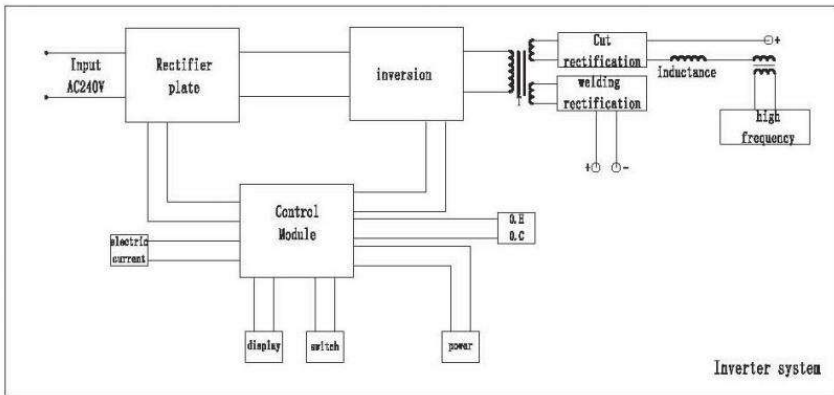 Input
AC240V
Rectifier
plate
inversion
Cut
rectification
welding
rectification
+
Inductance
high
frequency
+
-
Control
Module
O.H
O.C
electric
current
display
switch
power
Inverter system